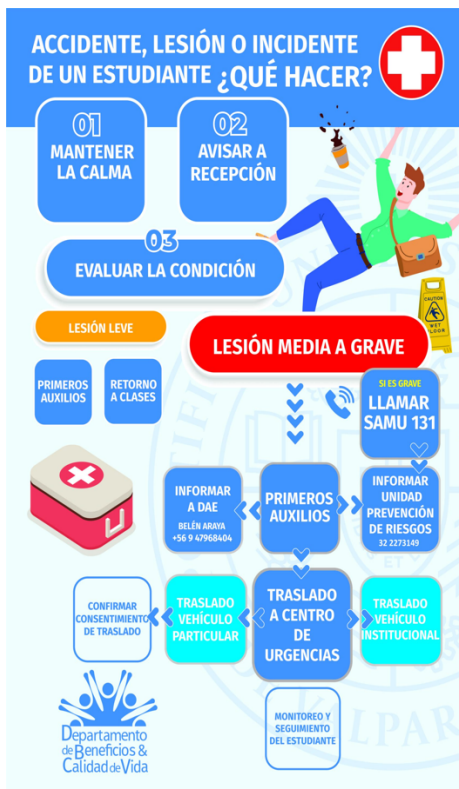 ACCIDENTE, LESIÓN O INCIDENTE
DE UN ESTUDIANTE ¿QUÉ HACER?
01
MANTENER
LA CALMA
02
AVISAR A
RECEPCIÓN
03
EVALUAR LA CONDICIÓN
LESIÓN LEVE
PRIMEROS
AUXILIOS
RETORNO
A CLASES
LESIÓN MEDIA A GRAVE
CAUTION
WET
FLOOR
SI ES GRAVE
LLAMAR
SAMU 131
INFORMAR
A DAE
BELÉN ARAYA
+56 9 47968404
PRIMEROS
AUXILIOS
INFORMAR
UNIDAD
PREVENCIÓN
DE RIESGOS
32 2273149
CONFIRMAR
CONSENTIMIENTO
DE TRASLADO
TRASLADO
VEHÍCULO
PARTICULAR
TRASLADO
A CENTRO
DE
URGENCIAS
TRASLADO
VEHÍCULO
INSTITUCIONAL
MONITOREO Y
SEGUIMIENTO
DEL ESTUDIANTE
Departamento
de Beneficios &
Calidad de Vida